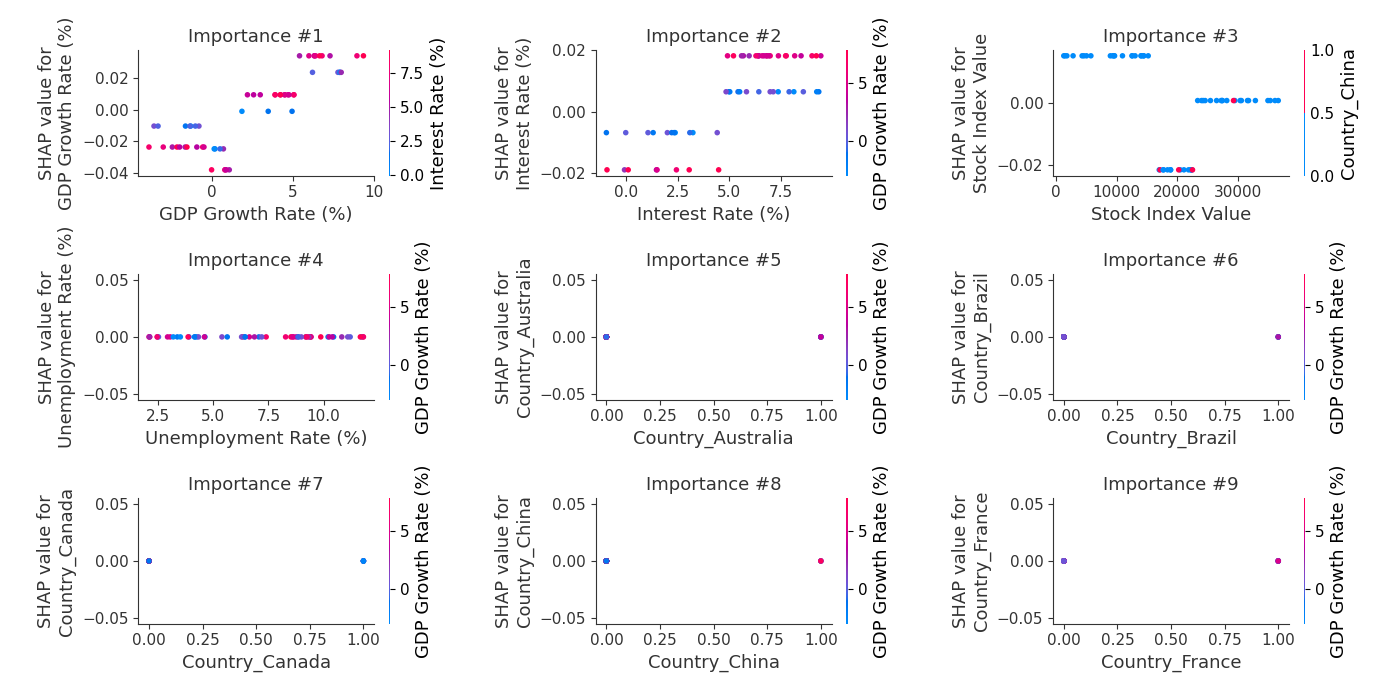 Importance #1
SHAP value for
GDP Growth Rate (%)
0.02
0.00
−0.02
−0.04
0
5
10
GDP Growth Rate (%)
7.5
5.0
2.5
0.0
Interest Rate (%)
Importance #2
SHAP value for
Interest Rate (%)
0.02
0.00
−0.02
0.0
2.5
5.0
7.5
Interest Rate (%)
5
0
GDP Growth Rate (%)
Importance #3
SHAP value for
Stock Index Value
0.00
−0.02
0
10000
20000
30000
Stock Index Value
1.0
0.5
0.0
Country_China
Importance #4
SHAP value for
Unemployment Rate (%)
0.05
0.00
−0.05
2.5
5.0
7.5
10.0
Unemployment Rate (%)
5
0
GDP Growth Rate (%)
Importance #5
SHAP value for
Country_Australia
0.05
0.00
−0.05
0.00
0.25
0.50
0.75
1.00
Country_Australia
5
0
GDP Growth Rate (%)
Importance #6
SHAP value for
Country_Brazil
0.05
0.00
−0.05
0.00
0.25
0.50
0.75
1.00
Country_Brazil
5
0
GDP Growth Rate (%)
Importance #7
SHAP value for
Country_Canada
0.05
0.00
−0.05
0.00
0.25
0.50
0.75
1.00
Country_Canada
5
0
GDP Growth Rate (%)
Importance #8
SHAP value for
Country_China
0.05
0.00
−0.05
0.00
0.25
0.50
0.75
1.00
Country_China
5
0
GDP Growth Rate (%)
Importance #9
SHAP value for
Country_France
0.05
0.00
−0.05
0.00
0.25
0.50
0.75
1.00
Country_France
5
0
GDP Growth Rate (%)